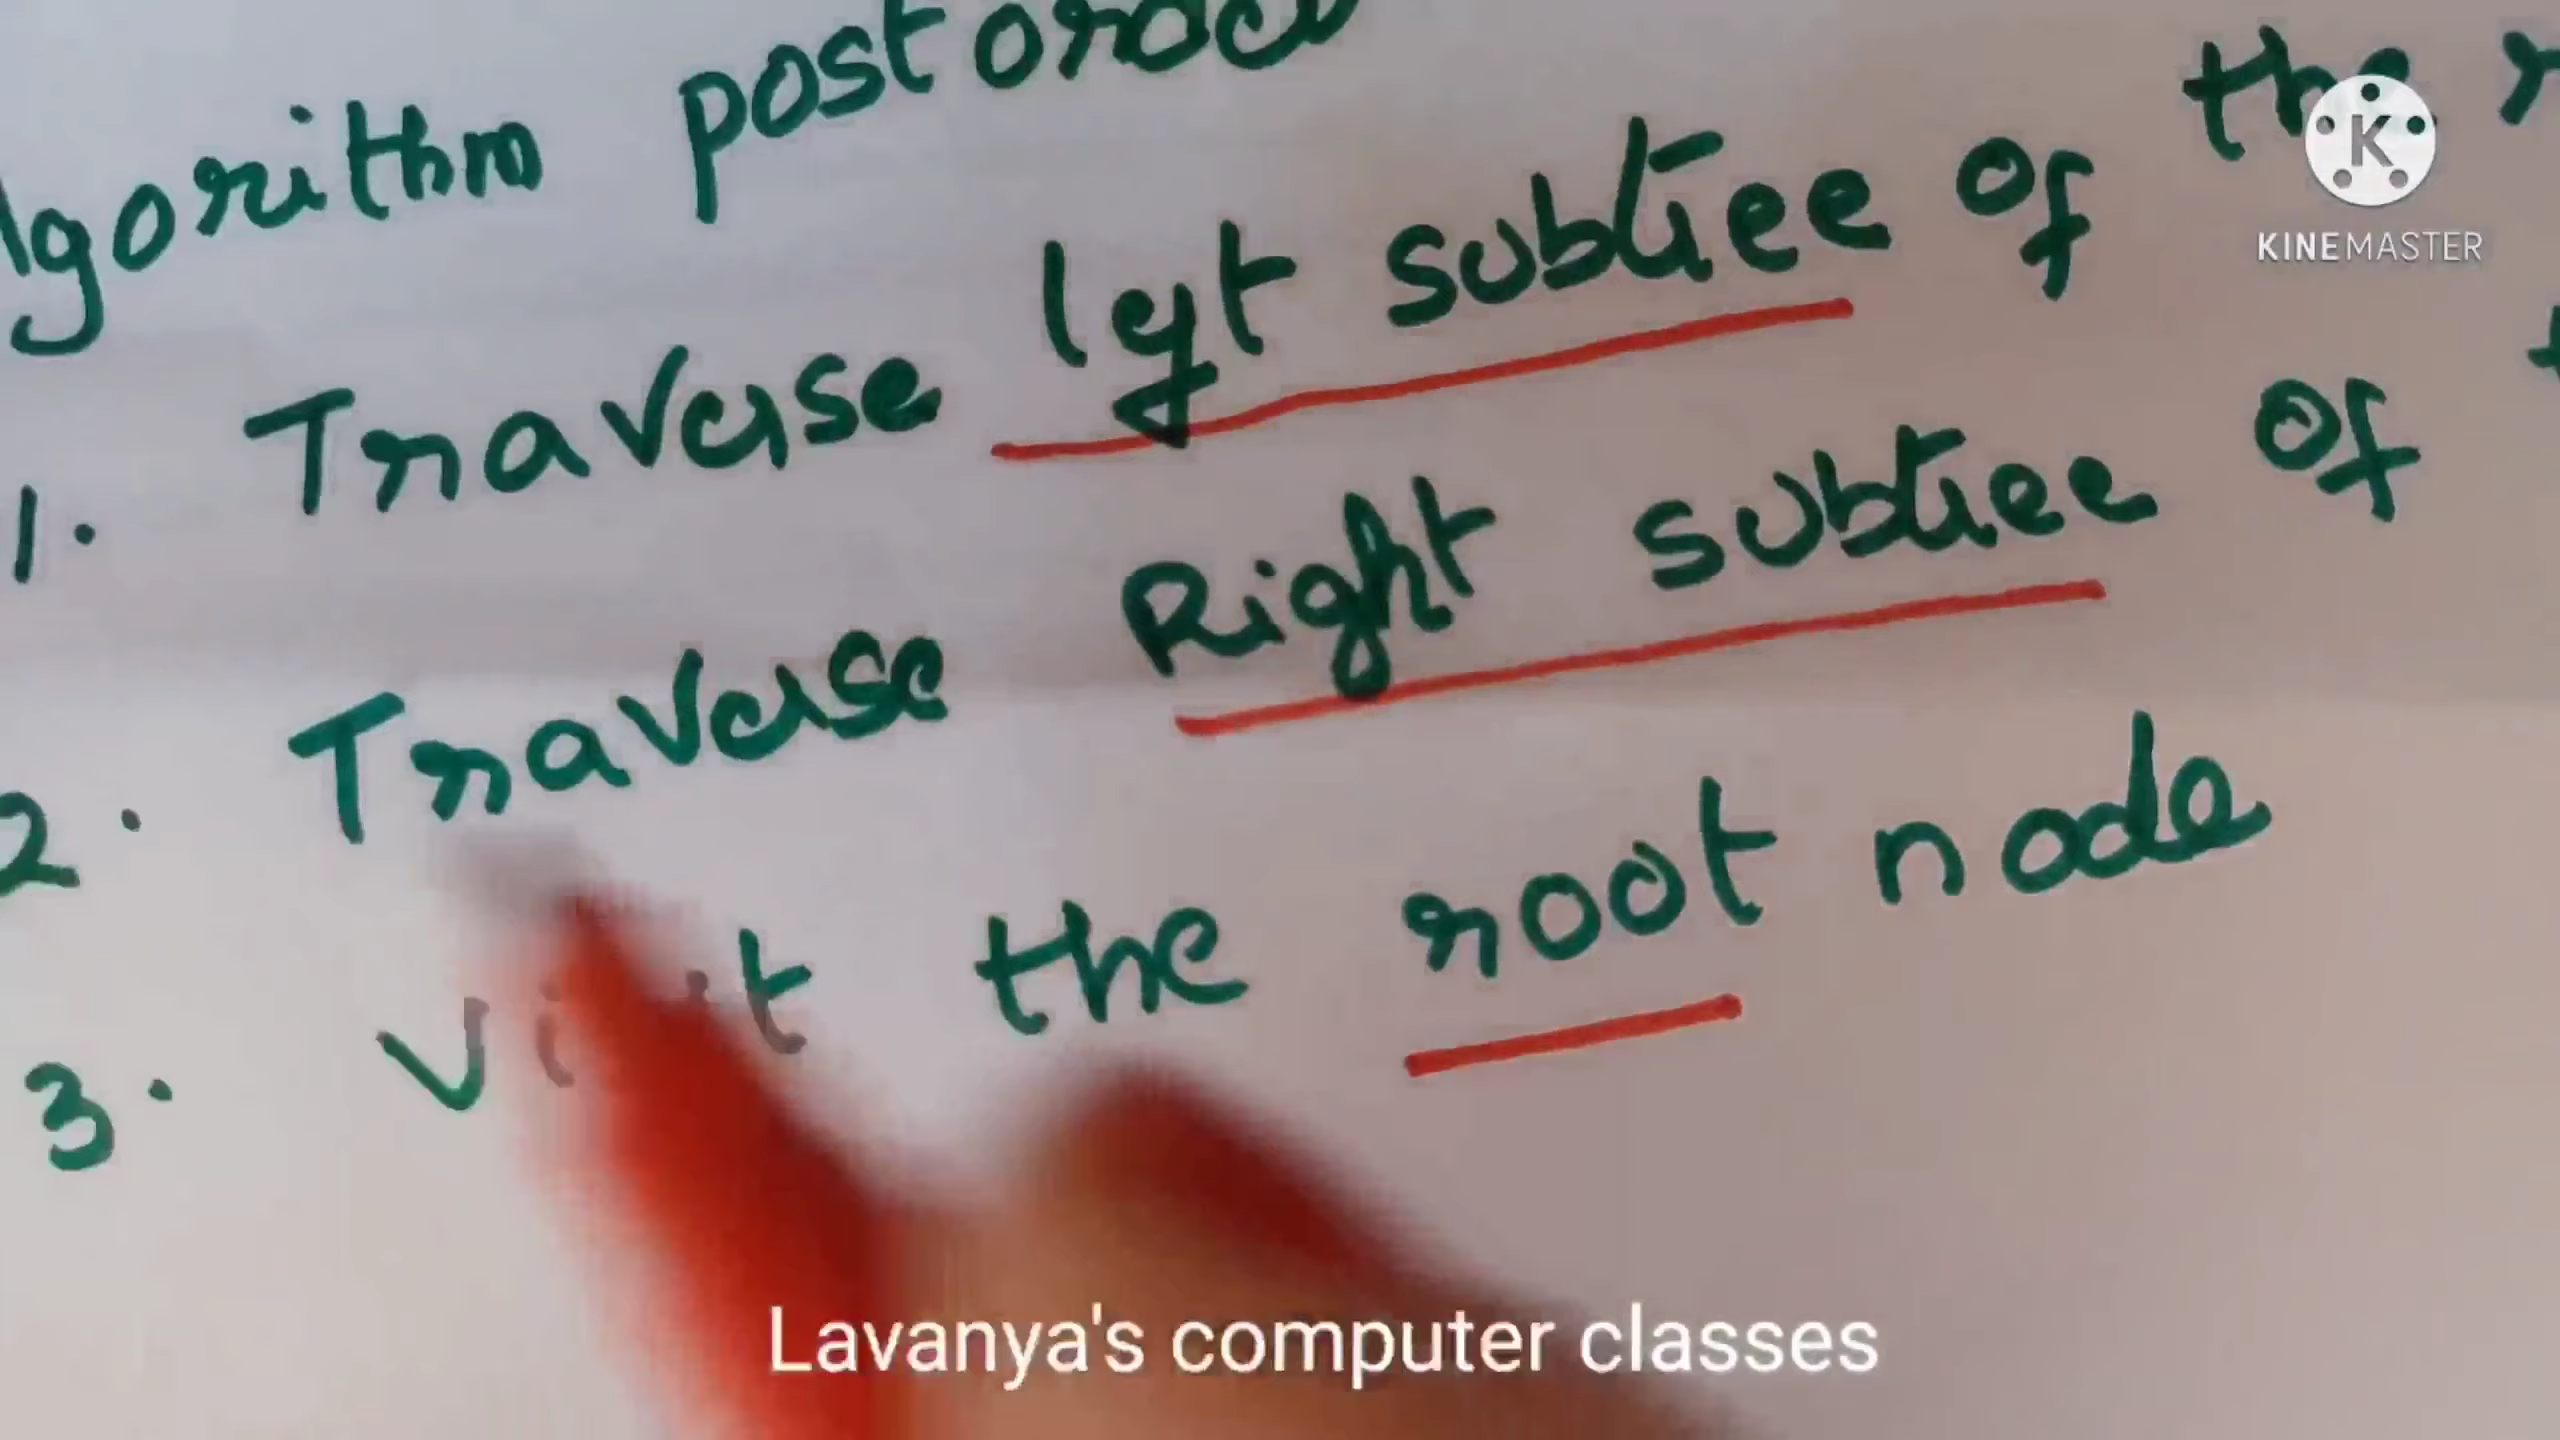 lgorithm postorder
1. Traverse left subtree of the
2. Traverse Right subtree of
3. the root node
KINEMASTER
Lavanya's computer classes